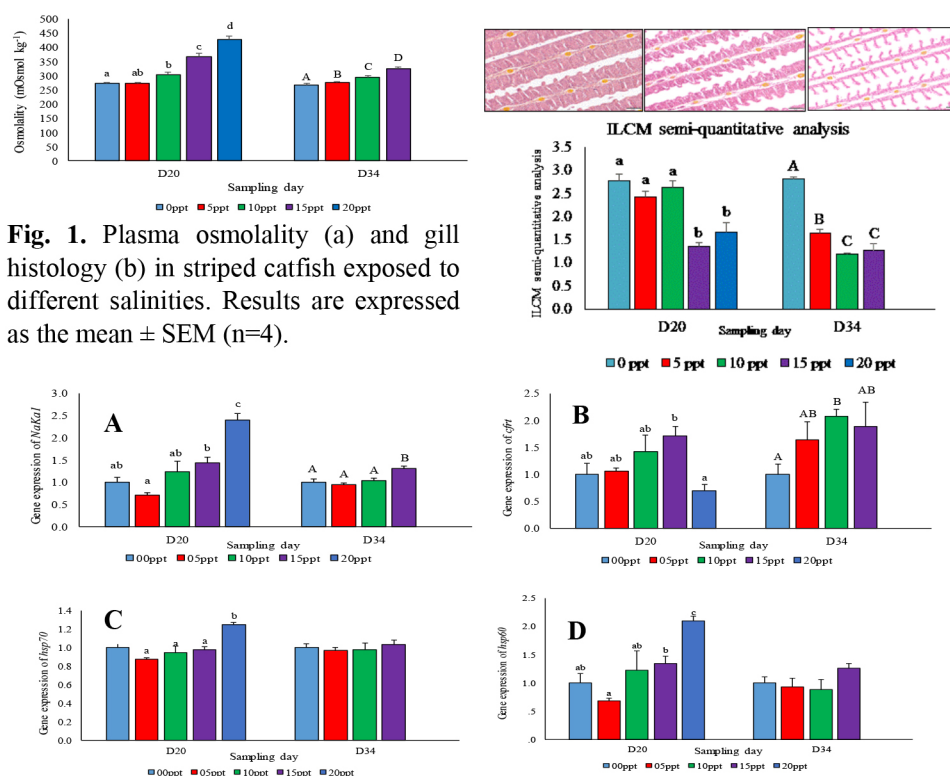 500
450
400
350
300
250
200
150
100
50
0
Osmolality (mOsmol kg⁻¹)
a ab b c d
A B C D
D20 D34
Sampling day
0ppt 5ppt 10ppt 15ppt 20ppt
Fig. 1. Plasma osmolality (a) and gill
histology (b) in striped catfish exposed to
different salinities. Results are expressed
as the mean ± SEM (n=4).
ILCM semi-quantitative analysis
ILCM semi-quantitative analysis
3.5
3.0
2.5
2.0
1.5
1.0
0.5
0.0
a a a b b
A B C C
D20 D34
Sampling day
0 ppt 5 ppt 10 ppt 15 ppt 20 ppt
A
Gene expression of NaKa1
3.0
2.5
2.0
1.5
1.0
0.5
0.0
ab a ab b c
A A A B
D20 D34
Sampling day
00ppt 05ppt 10ppt 15ppt 20ppt
B
Gene expression of cfrt
2.5
2.0
1.5
1.0
0.5
0.0
ab ab ab b a
A AB B AB
D20 D34
Sampling day
00ppt 05ppt 10ppt 15ppt 20ppt
C
Gene expression of hsp70
1.4
1.2
1.0
0.8
0.6
0.4
0.2
0.0
a a a b
D20 D34
Sampling day
00ppt 05ppt 10ppt 15ppt 20ppt
D
Gene expression of hsp60
2.5
2.0
1.5
1.0
.5
.0
ab a ab b c
D20 D34
Sampling day
00ppt 05ppt 10ppt 15ppt 20ppt